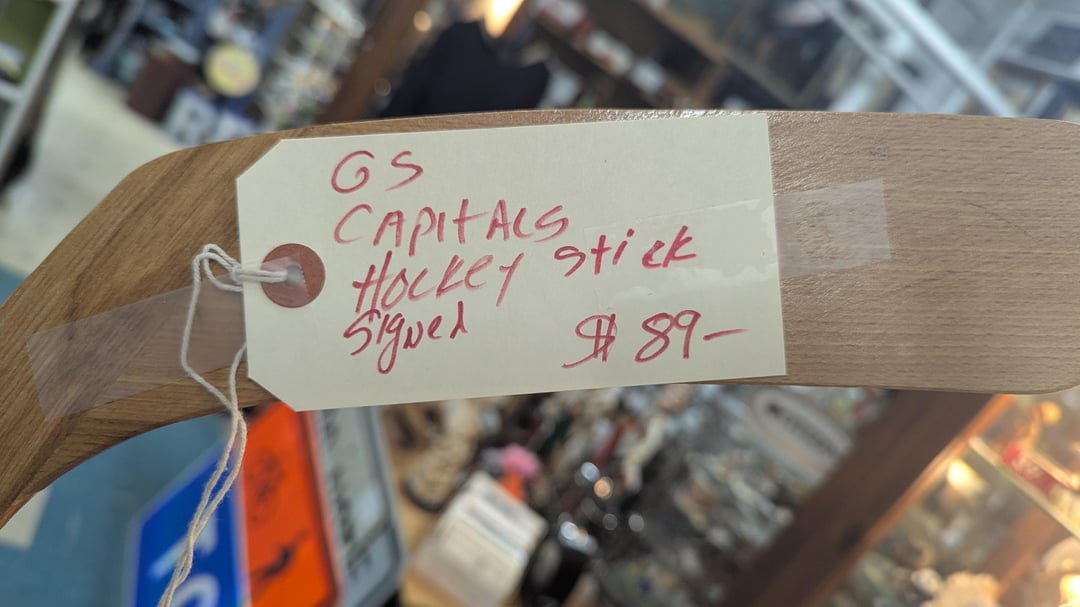 GS
CAPITALS
HOCKEY stick
signed $89-